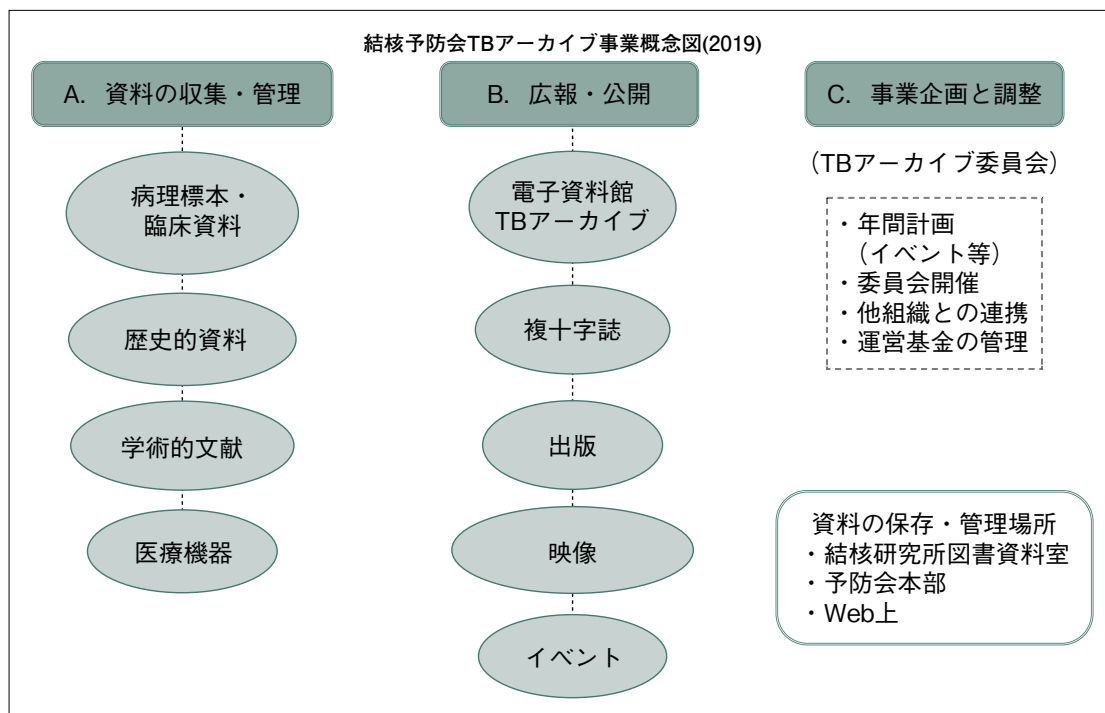 結核予防会TBアーカイブ事業概念図(2019)
A. 資料の収集・管理
病理標本・
臨床資料
歴史的資料
学術的文献
医療機器
B. 広報・公開
電子資料館
TBアーカイブ
複十字誌
出版
映像
イベント
C. 事業企画と調整
（TBアーカイブ委員会）
・年間計画
（イベント等）
・委員会開催
・他組織との連携
・運営基金の管理
資料の保存・管理場所
・結核研究所図書資料室
・予防会本部
・Web上